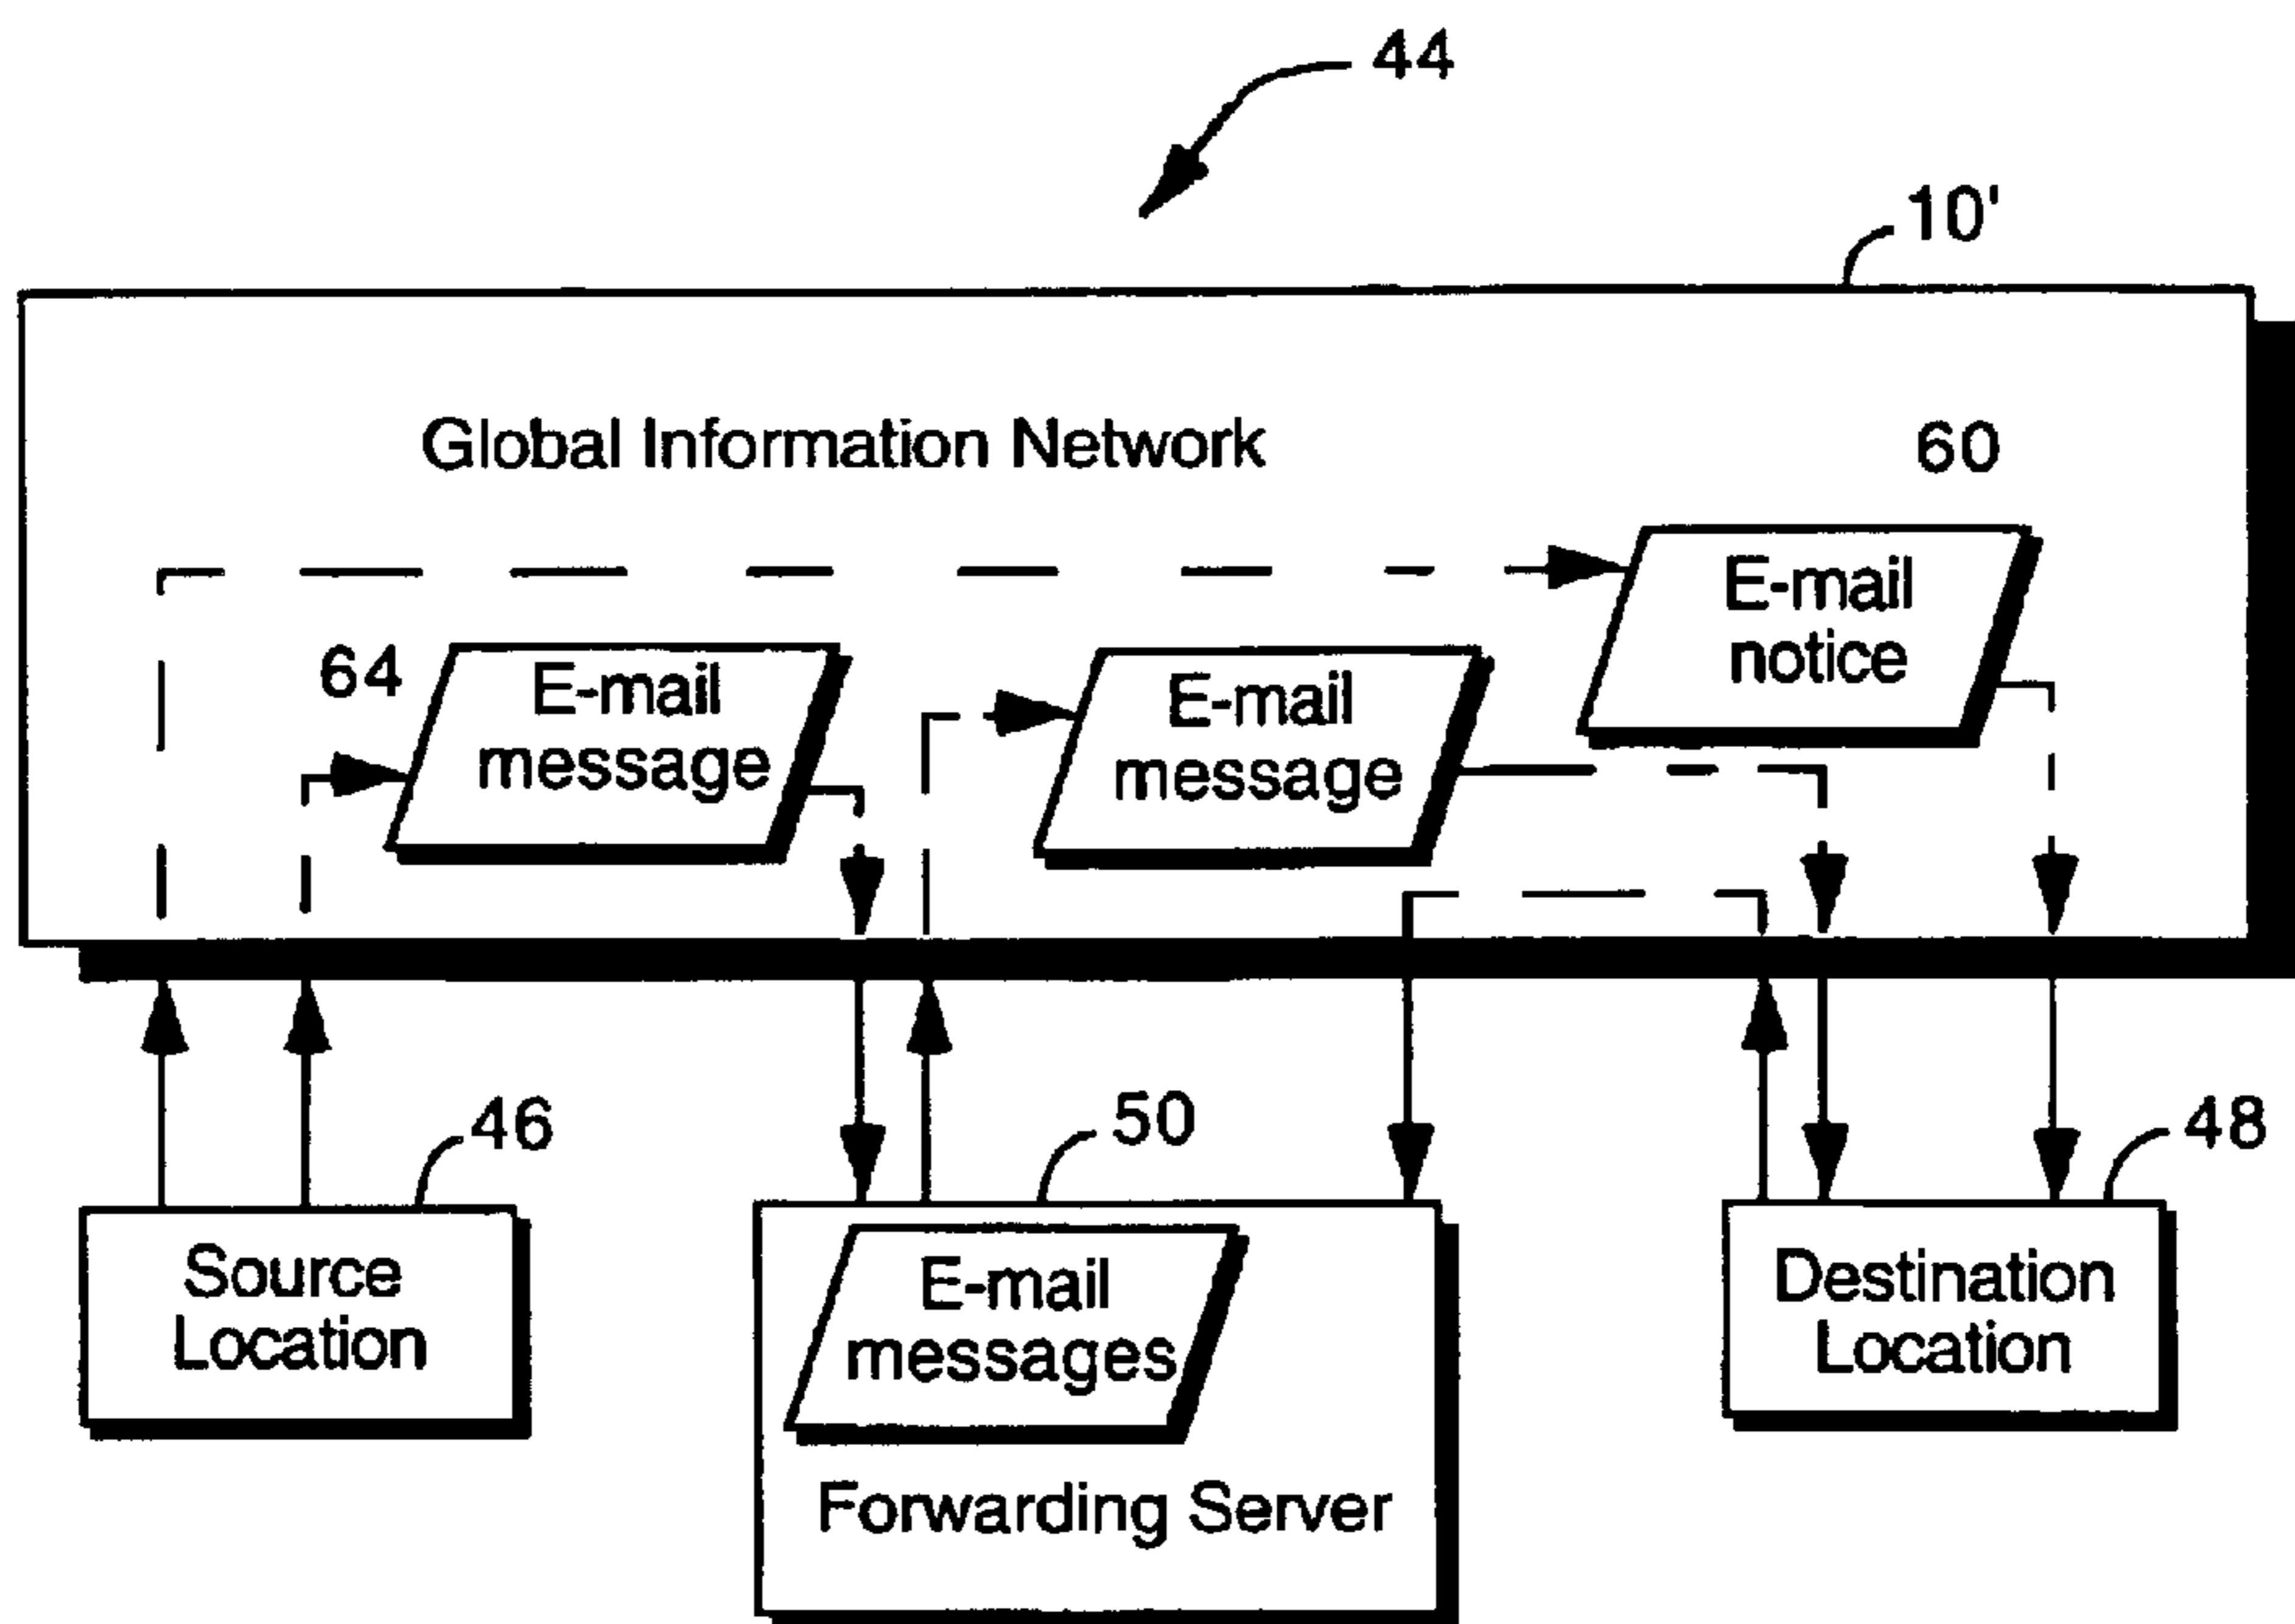 44
10'
Global Information Network
60
E-mail
notice
64
E-mail
message
E-mail
message
46
50
48
Source
Location
E-mail
messages
Forwarding Server
Destination
Location